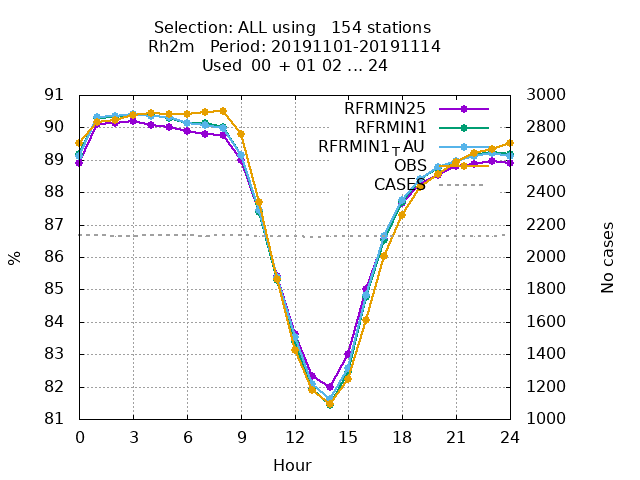 Selection: ALL using   154 stations
Rh2m   Period: 20191101-20191114
Used  00 + 01 02 ... 24
91
90
89
88
87
86
85
84
83
82
81
3000
2800
2600
2400
2200
2000
1800
1600
1400
1200
1000
RFRMIN25
RFRMIN1
RFRMIN1┬AU
OBS
CASES
%
No cases
0 3 6 9 12 15 18 21 24
Hour